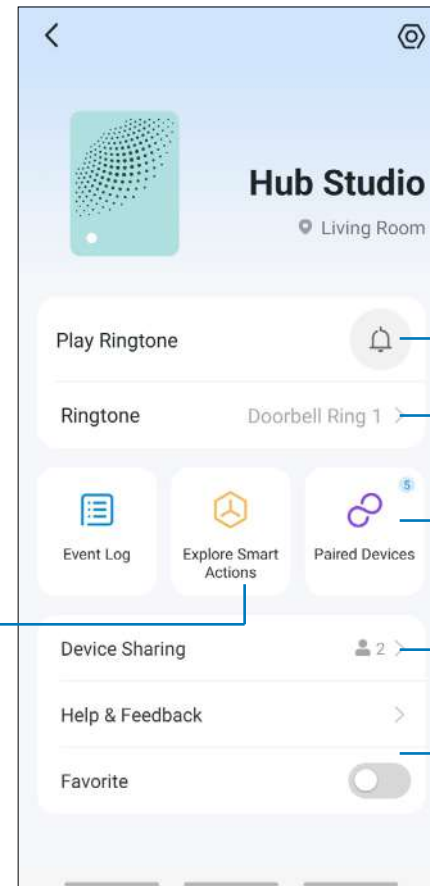 Hub Studio
Living Room
Play Ringtone
Ringtone Doorbell Ring 1
5
Event Log Explore Smart Paired Devices
Actions
Device Sharing 2
Help & Feedback
Favorite